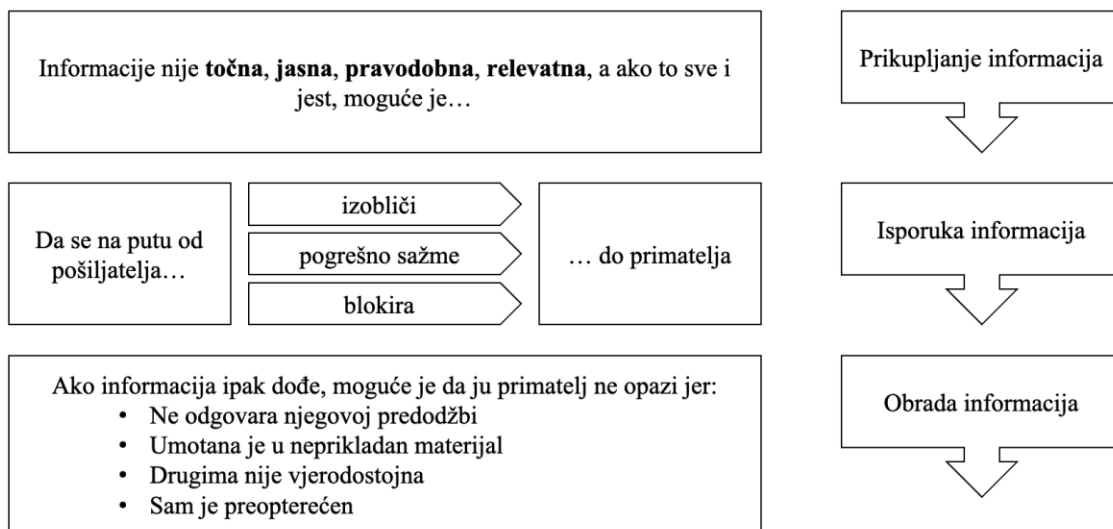 Informacije nije točna, jasna, pravodobna, relevatna, a ako to sve i
jest, moguće je…
Prikupljanje informacija
Da se na putu od
pošiljatelja…
izobliči
pogrešno sažme
blokira
… do primatelja
Isporuka informacija
Ako informacija ipak dođe, moguće je da ju primatelj ne opazi jer:
• Ne odgovara njegovoj predodžbi
• Umotana je u neprikladan materijal
• Drugima nije vjerodostojna
• Sam je preopterećen
Obrada informacija